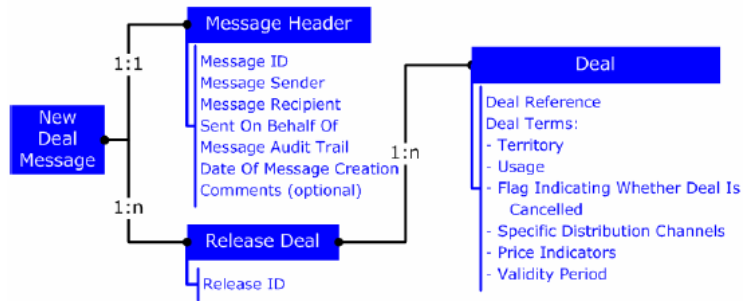 New
Deal
Message
1:1
1:n
Message Header
Message ID
Message Sender
Message Recipient
Sent On Behalf Of
Message Audit Trail
Date Of Message Creation
Comments (optional)
Release Deal
Release ID
1:n
Deal
Deal Reference
Deal Terms:
- Territory
- Usage
- Flag Indicating Whether Deal Is
Cancelled
- Specific Distribution Channels
- Price Indicators
- Validity Period